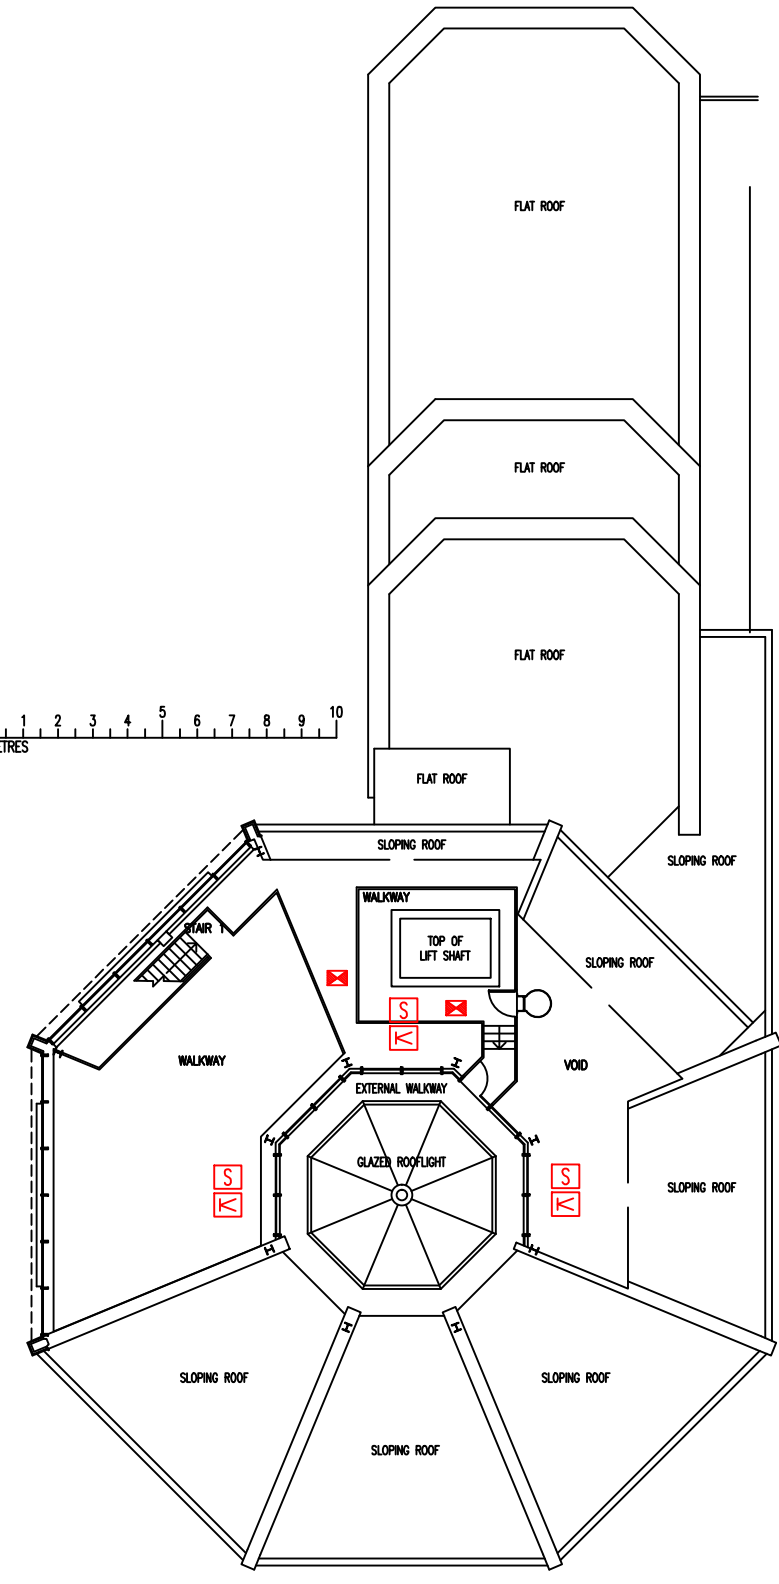 FLAT ROOF
FLAT ROOF
FLAT ROOF
1 2 3 4 5 6 7 8 9 10
ETRES
FLAT ROOF
SLOPING ROOF
SLOPING ROOF
WALKWAY
STAIR 1
TOP OF
LIFT SHAFT
SLOPING ROOF
S
WALKWAY
VOID
EXTERNAL WALKWAY
GLAZED ROOFLIGHT
S
S
SLOPING ROOF
SLOPING ROOF
SLOPING ROOF
SLOPING ROOF